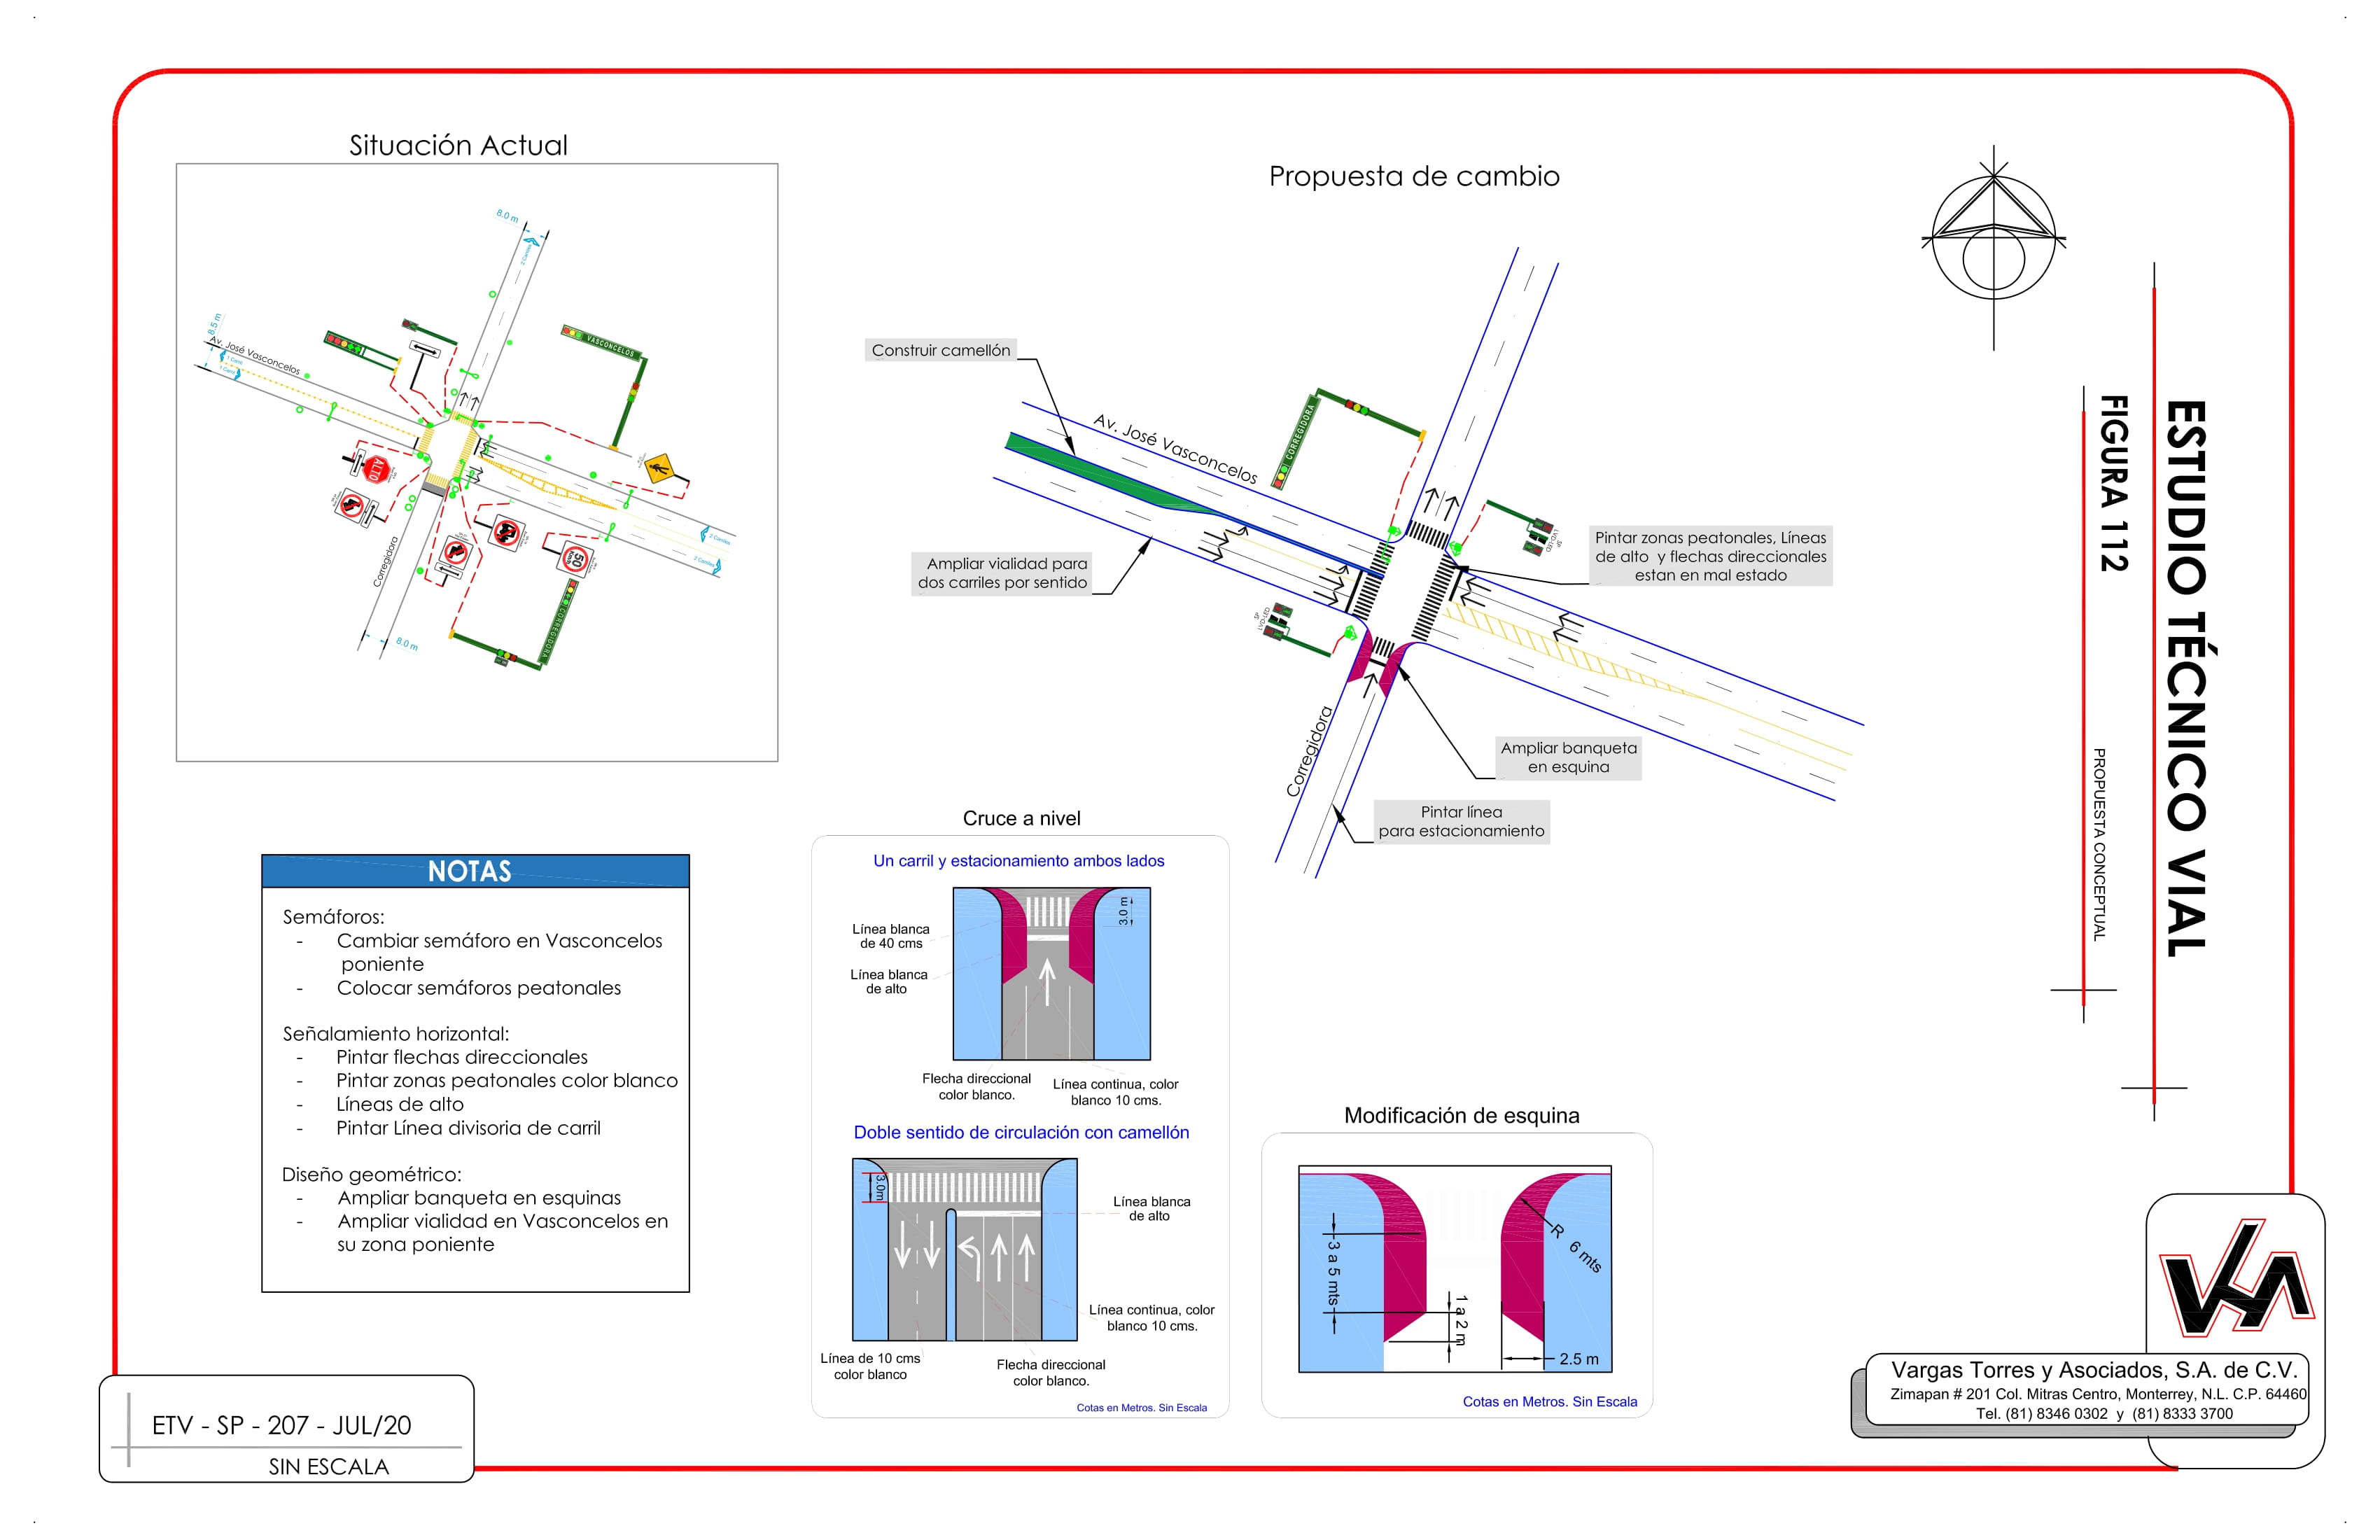 Situación Actual
8.0 m
2 Carriles
8.5 m
Av. José Vasconcelos
1 Carril
1 Carril
VASCONCELOS
ALTO
50
CORREGIDORA
Corregidora
8.0 m
2 Carriles
2 Carriles
Propuesta de cambio
Construir camellón
Av. José Vasconcelos
CORREGIDORA
Ampliar vialidad para
dos carriles por sentido
Pintar zonas peatonales, Líneas
de alto y flechas direccionales
estan en mal estado
Corregidora
Ampliar banqueta
en esquina
Pintar línea
para estacionamiento
NOTAS
Semáforos:
- Cambiar semáforo en Vasconcelos
poniente
- Colocar semáforos peatonales
Señalamiento horizontal:
- Pintar flechas direccionales
- Pintar zonas peatonales color blanco
- Líneas de alto
- Pintar Línea divisoria de carril
Diseño geométrico:
- Ampliar banqueta en esquinas
- Ampliar vialidad en Vasconcelos en
su zona poniente
Cruce a nivel
Un carril y estacionamiento ambos lados
3.0 m
Línea blanca
de 40 cms
Línea blanca
de alto
Flecha direccional
color blanco.
Línea continua, color
blanco 10 cms.
Doble sentido de circulación con camellón
3.0m
Línea blanca
de alto
Línea continua, color
blanco 10 cms.
Línea de 10 cms
color blanco
Flecha direccional
color blanco.
Cotas en Metros. Sin Escala
Modificación de esquina
3 a 5 mts
1 a 2 m
R 6 mts
2.5 m
Cotas en Metros. Sin Escala
ESTUDIO TÉCNICO VIAL
FIGURA 112
PROPUESTA CONCEPTUAL
Vargas Torres y Asociados, S.A. de C.V.
Zimapan # 201 Col. Mitras Centro, Monterrey, N.L. C.P. 64460
Tel. (81) 8346 0302 y (81) 8333 3700
ETV - SP - 207 - JUL/20
SIN ESCALA